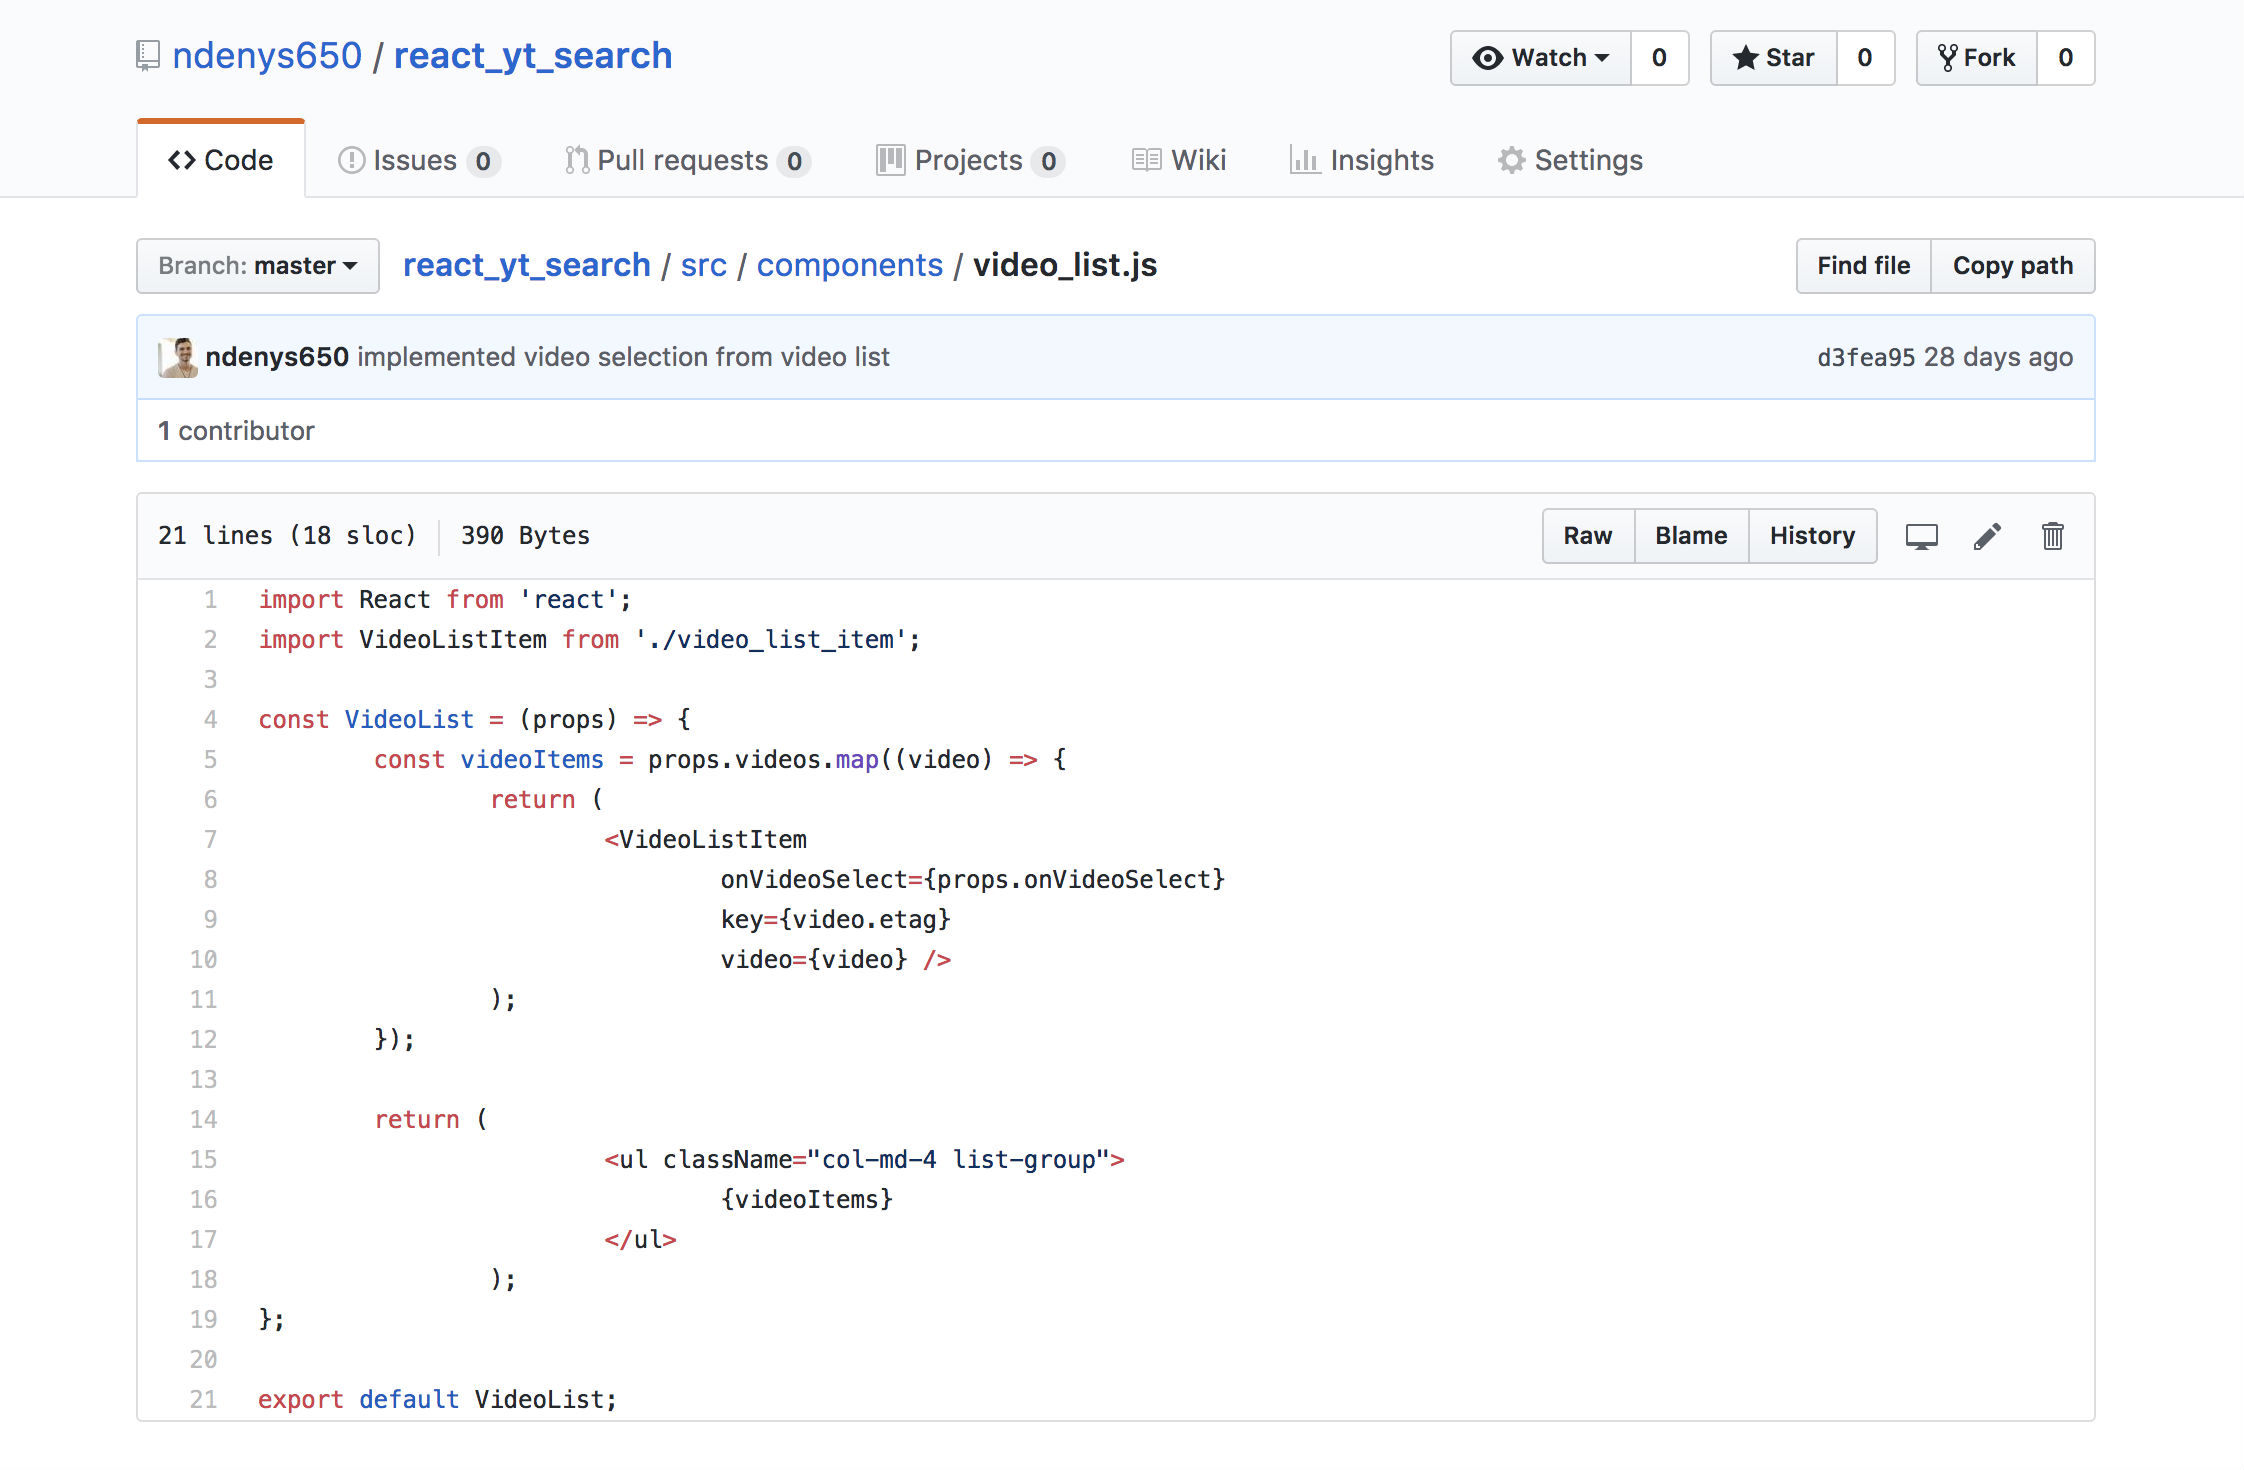 ndenys650 / react_yt_search
Watch 0 Star 0 Fork 0
Code Issues 0 Pull requests 0 Projects 0 Wiki Insights Settings
Branch: master react_yt_search / src / components / video_list.js Find file Copy path
ndenys650 implemented video selection from video list d3fea95 28 days ago
1 contributor
21 lines (18 sloc) 390 Bytes Raw Blame History
1 import React from 'react';
2 import VideoListItem from './video_list_item';
3
4 const VideoList = (props) => {
5 const videoItems = props.videos.map((video) => {
6 return (
7 <VideoListItem
8 onVideoSelect={props.onVideoSelect}
9 key={video.etag}
10 video={video} />
11 );
12 });
13
14 return (
15 <ul className="col-md-4 list-group">
16 {videoItems}
17 </ul>
18 );
19 };
20
21 export default VideoList;